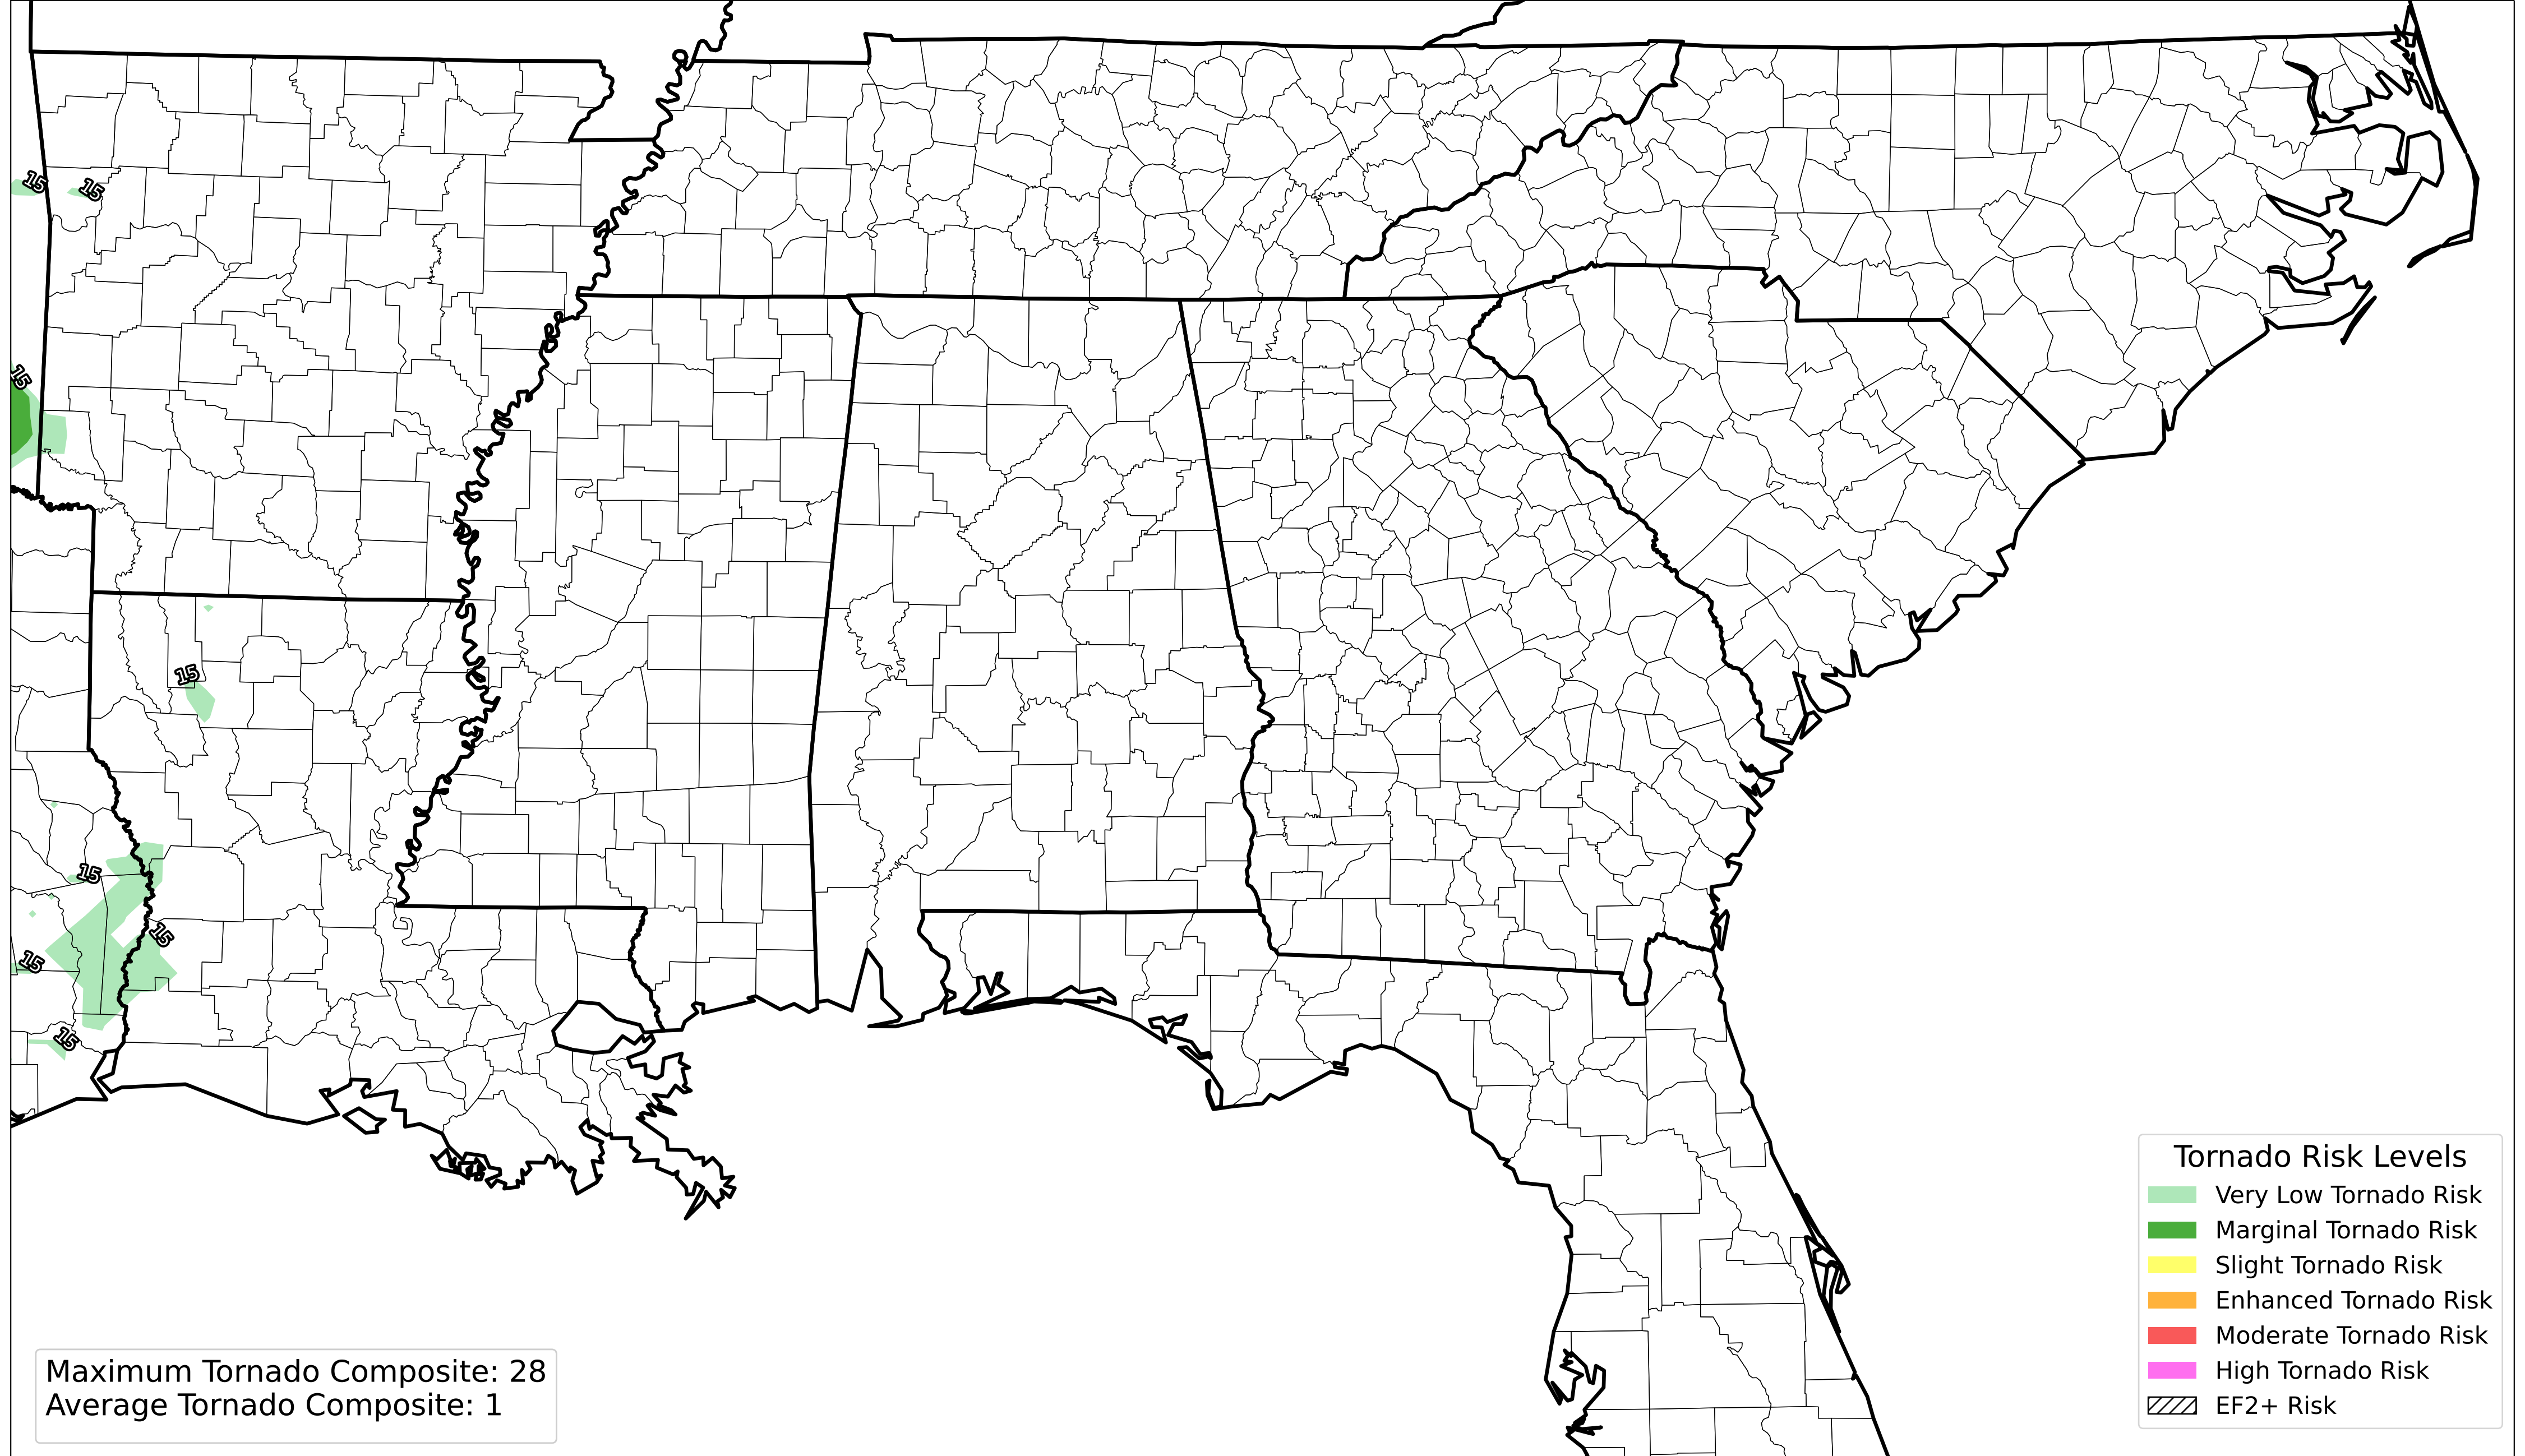 15
15
15
15
15
15
15
15
Tornado Risk Levels
Very Low Tornado Risk
Marginal Tornado Risk
Slight Tornado Risk
Enhanced Tornado Risk
Moderate Tornado Risk
High Tornado Risk
EF2+ Risk
Maximum Tornado Composite: 28
Average Tornado Composite: 1